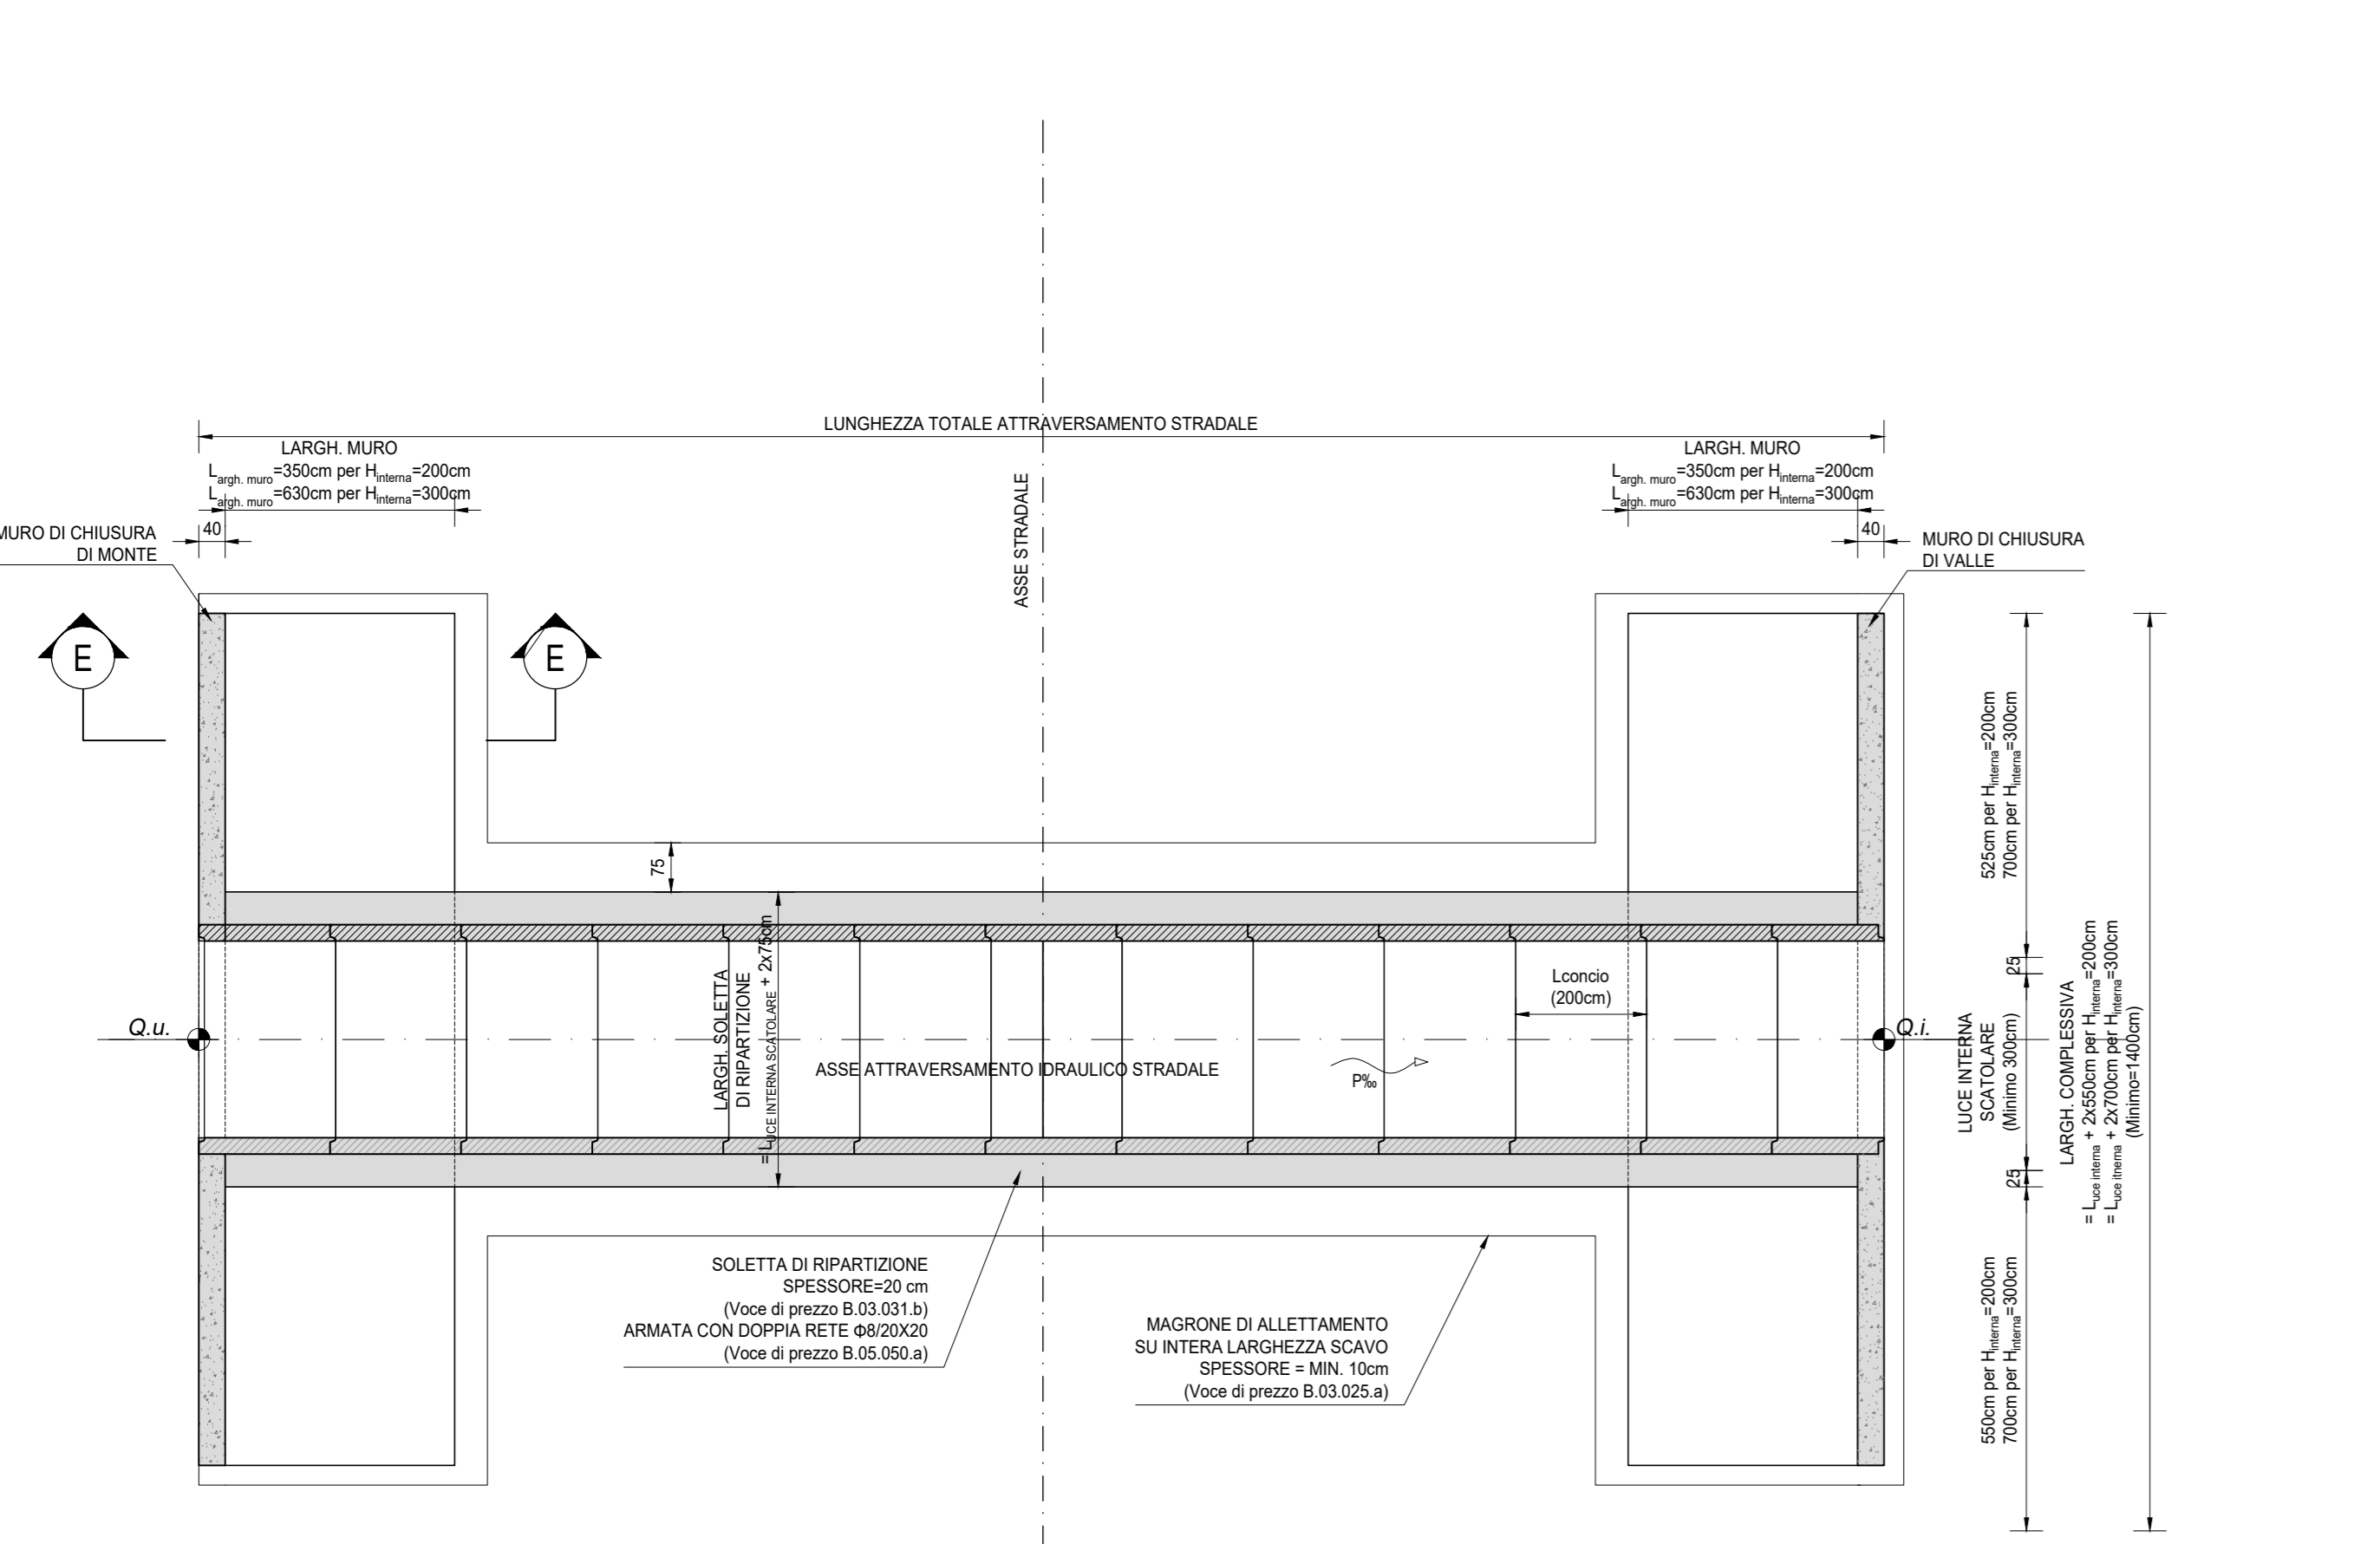 LUNGHEZZA TOTALE ATTRAVERSAMENTO STRADALE
LARGH. MURO
Largh. muro=350cm per Hinterna=200cm
Largh. muro=630cm per Hinterna=300cm
40
MURO DI CHIUSURA
DI MONTE
ASSE STRADALE
LARGH. MURO
Largh. muro=350cm per Hinterna=200cm
Largh. muro=630cm per Hinterna=300cm
40
MURO DI CHIUSURA
DI VALLE
E
E
75
525cm per Hinterna=200cm
700cm per Hinterna=300cm
25
LARGH. SOLETTA
DI RIPARTIZIONE
= LUCE INTERNA SCATOLARE + 2x75cm
Lconcio
(200cm)
Q.u.
Q.i.
ASSE ATTRAVERSAMENTO IDRAULICO STRADALE
P‰
LUCE INTERNA
SCATOLARE
(Minimo 300cm)
LARGH. COMPLESSIVA
= Luce interna + 2x550cm per Hinterna=200cm
= Luce itnerna + 2x700cm per Hinterna=300cm
(Minimo=1400cm)
25
550cm per Hinterna=200cm
700cm per Hinterna=300cm
SOLETTA DI RIPARTIZIONE
SPESSORE=20 cm
(Voce di prezzo B.03.031.b)
ARMATA CON DOPPIA RETE Φ8/20X20
(Voce di prezzo B.05.050.a)
MAGRONE DI ALLETTAMENTO
SU INTERA LARGHEZZA SCAVO
SPESSORE = MIN. 10cm
(Voce di prezzo B.03.025.a)